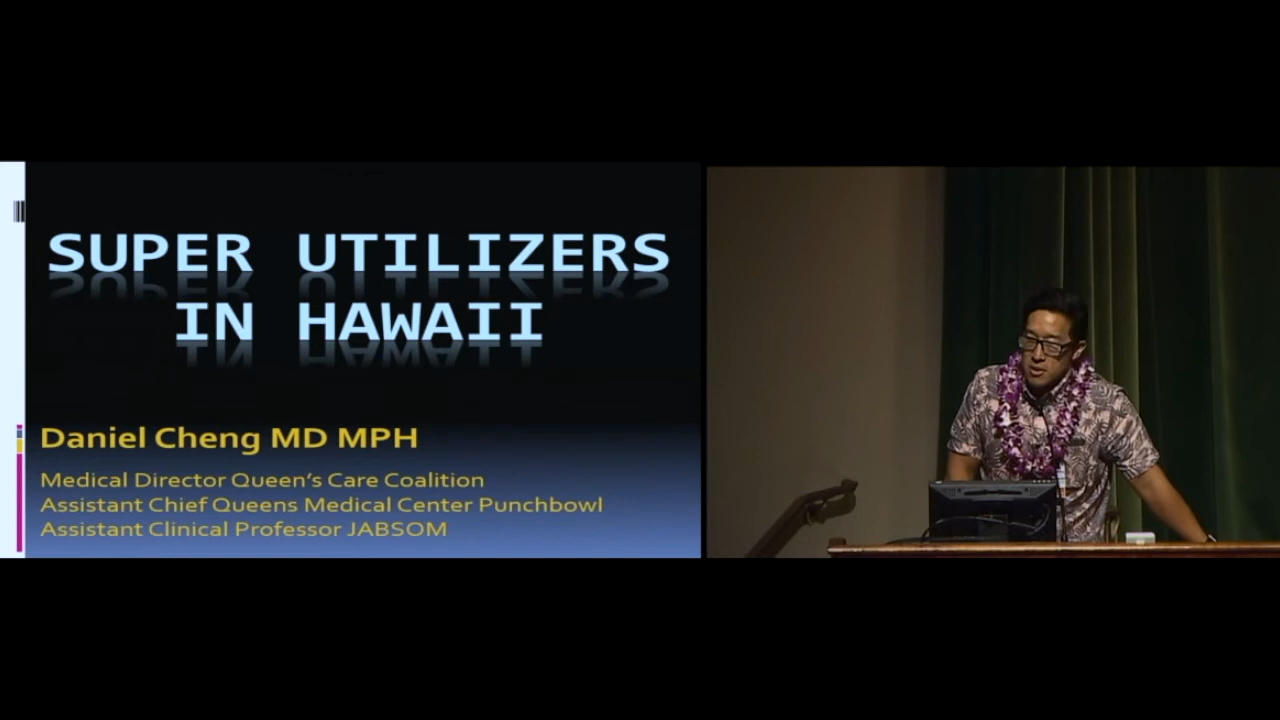 SUPER UTILIZERS
IN HAWAII
Daniel Cheng MD MPH
Medical Director Queen's Care Coalition
Assistant Chief Queens Medical Center Punchbowl
Assistant Clinical Professor JABSOM